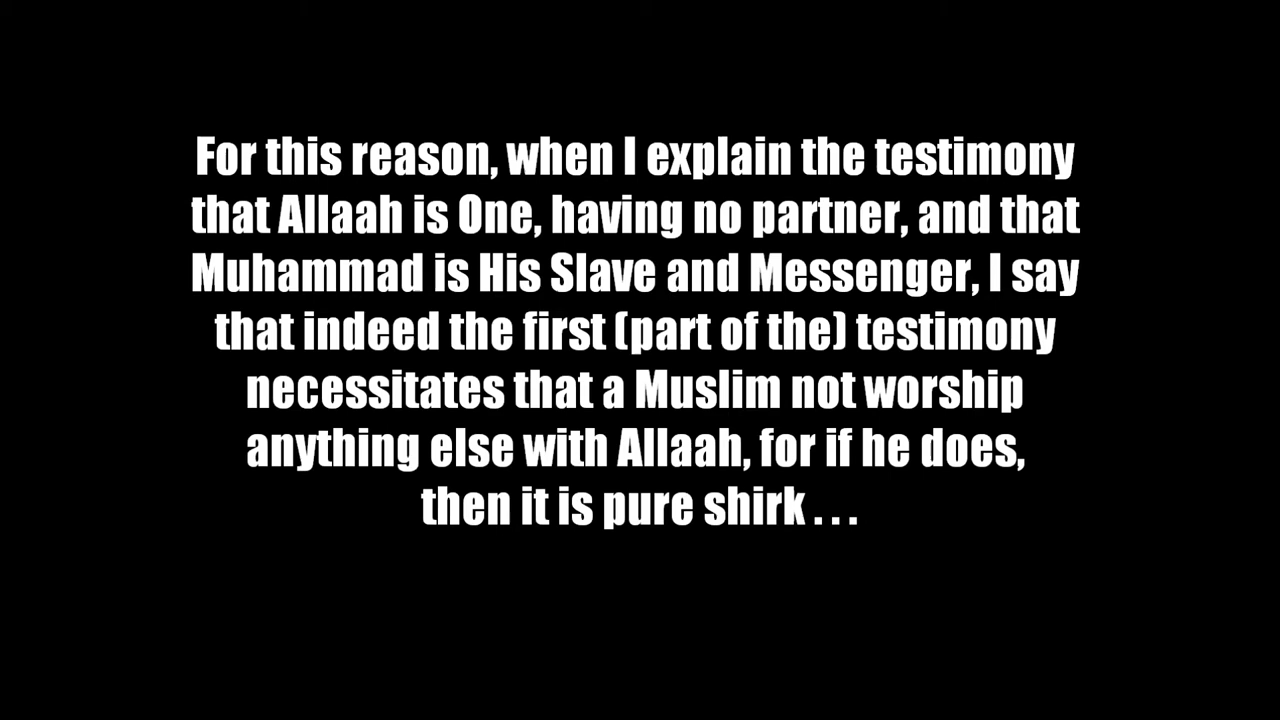 For this reason, when I explain the testimony
that Allaah is One, having no partner, and that
Muhammad is His Slave and Messenger, I say
that indeed the first (part of the) testimony
necessitates that a Muslim not worship
anything else with Allaah, for if he does,
then it is pure shirk . . .